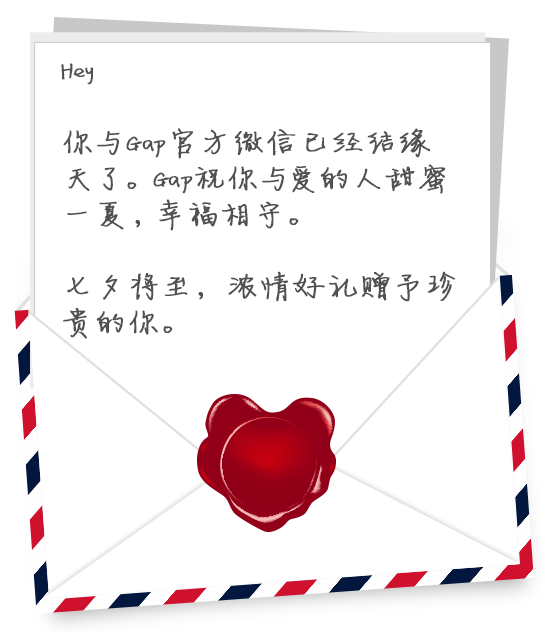 Hey
你与Gap官方微信已经结缘
天了。Gap祝你与爱的人甜蜜
一夏，幸福相守。
七夕将至，浓情好礼赠予珍
贵的你。